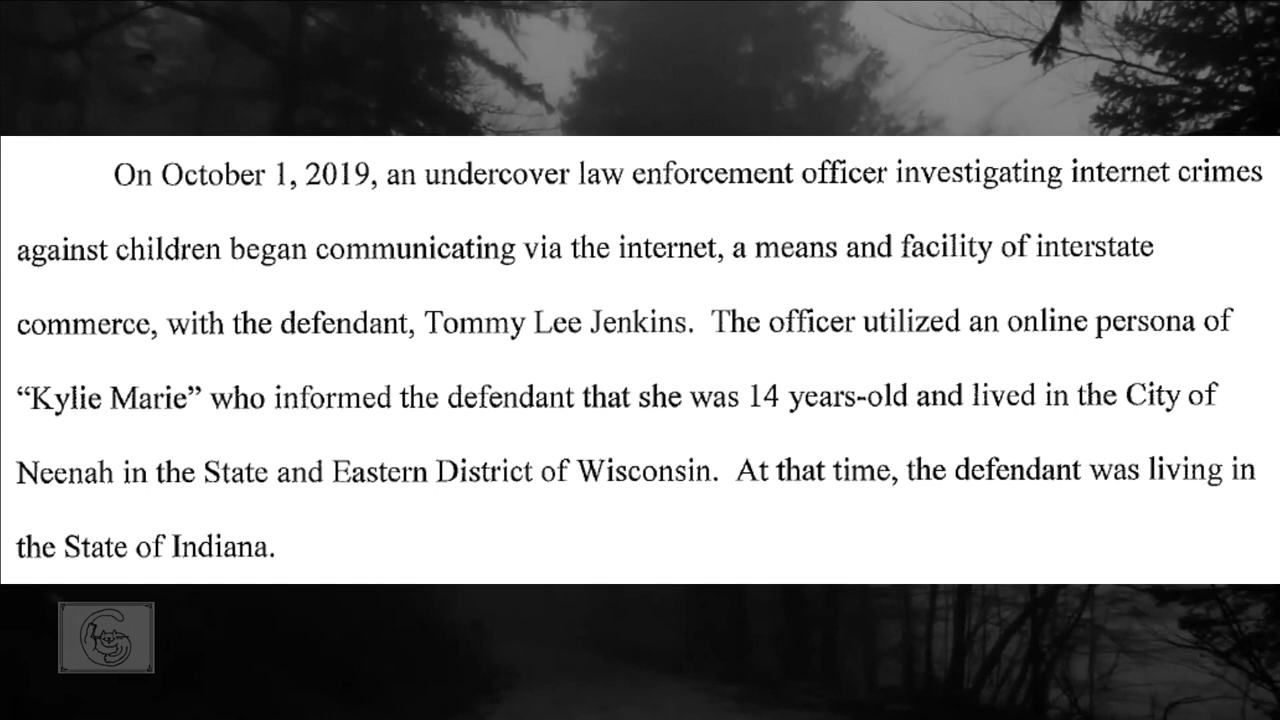 On October 1, 2019, an undercover law enforcement officer investigating internet crimes
against children began communicating via the internet, a means and facility of interstate
commerce, with the defendant, Tommy Lee Jenkins. The officer utilized an online persona of
“Kylie Marie” who informed the defendant that she was 14 years-old and lived in the City of
Neenah in the State and Eastern District of Wisconsin. At that time, the defendant was living in
the State of Indiana.